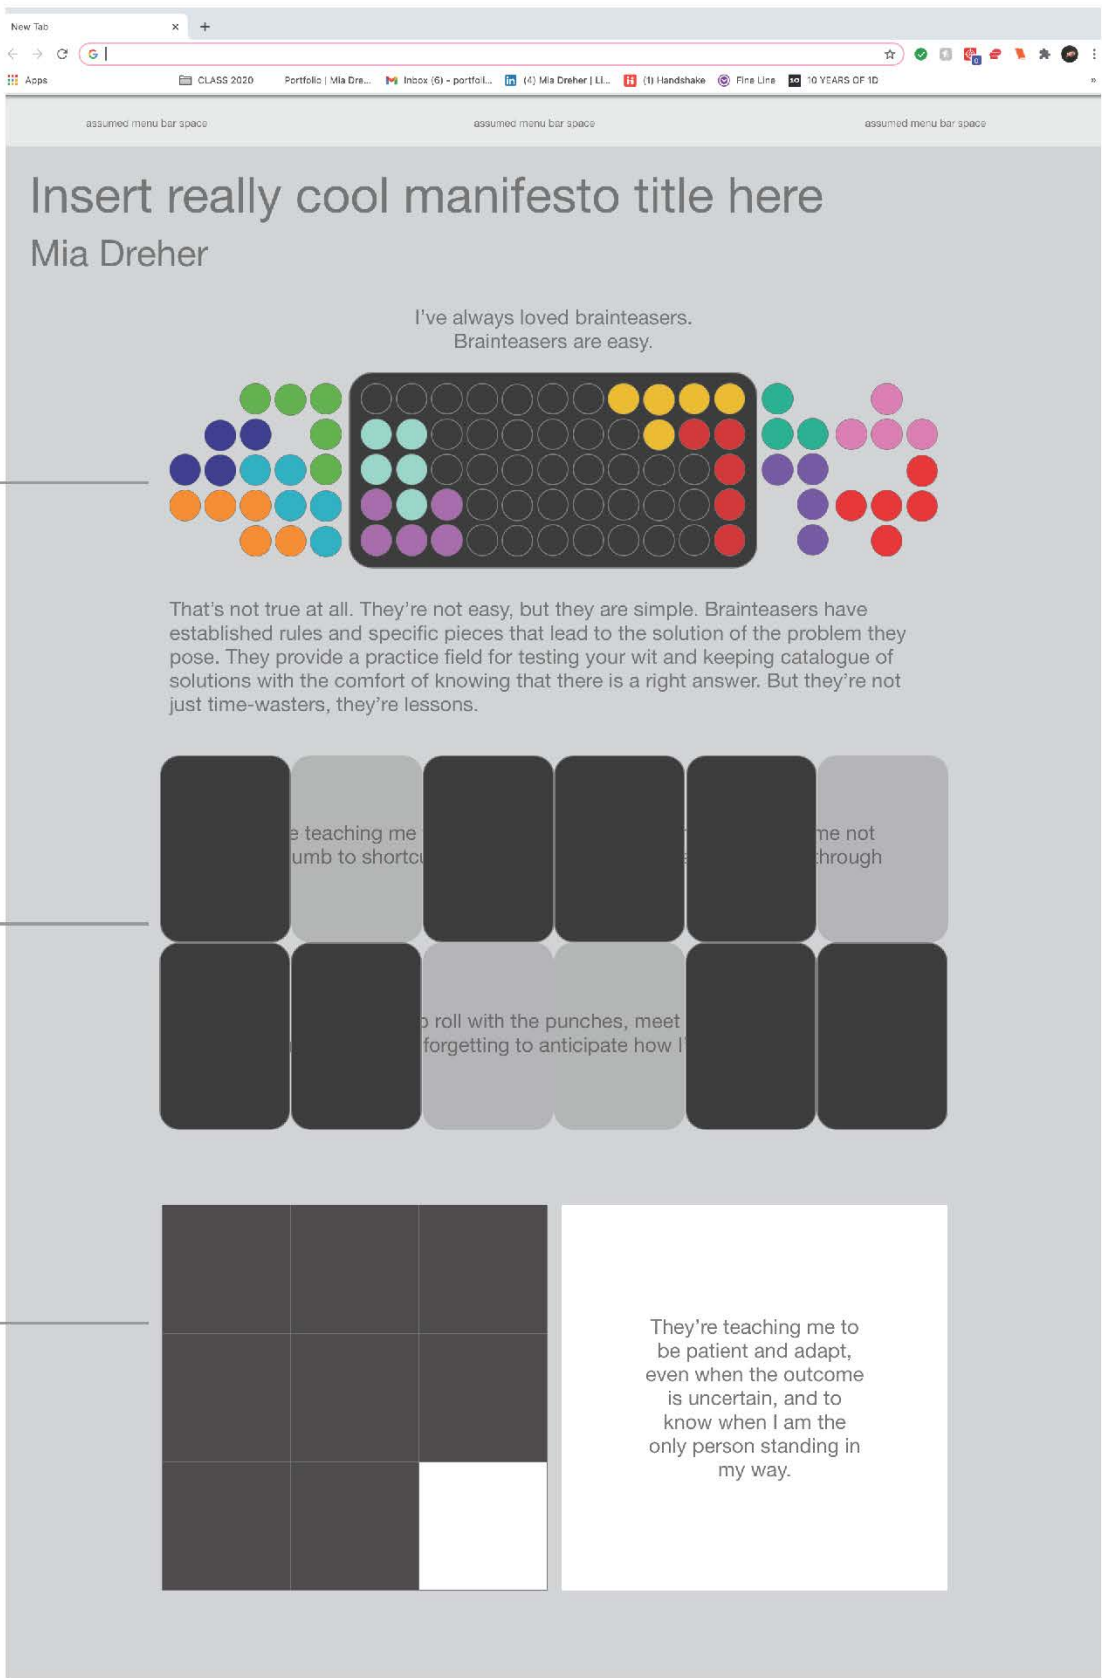 New Tab
CLASS 2020 Portfolio | Mia Dre... Inbox (6) - portfoli... (4) Mia Dreher | Li... (1) Handshake Fine Line 10 YEARS OF 1D
Apps
assumed menu bar space assumed menu bar space assumed menu bar space
Insert really cool manifesto title here
Mia Dreher
I've always loved brainteasers.
Brainteasers are easy.
That's not true at all. They're not easy, but they are simple. Brainteasers have
established rules and specific pieces that lead to the solution of the problem they
pose. They provide a practice field for testing your wit and keeping catalogue of
solutions with the comfort of knowing that there is a right answer. But they're not
just time-wasters, they're lessons.
teaching me me not
umb to shortcu through
roll with the punches, meet
forgetting to anticipate how I'
They're teaching me to
be patient and adapt,
even when the outcome
is uncertain, and to
know when I am the
only person standing in
my way.